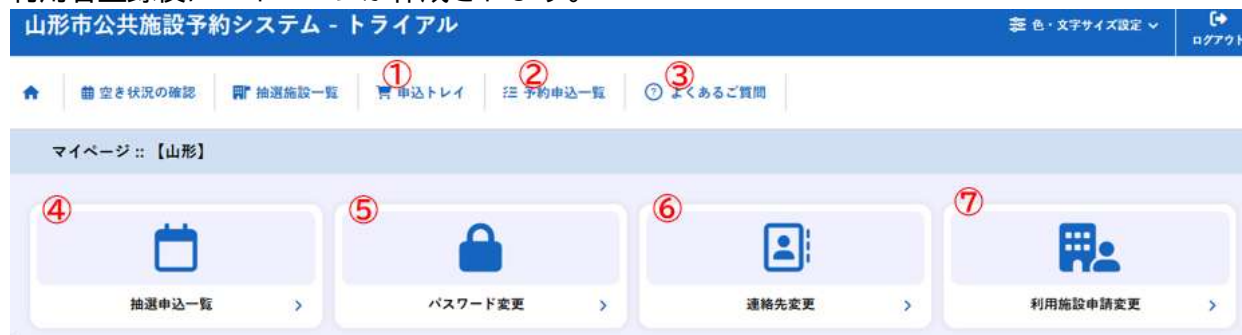 山形市公共施設予約システム - トライアル
色・文字サイズ設定
ログアウト
空き状況の確認 抽選施設一覧 ① 申込トレイ ② 予約申込一覧 ③ よくあるご質問
マイページ :: 【山形】
④ ⑤ ⑥ ⑦
抽選申込一覧 パスワード変更 連絡先変更 利用施設申請変更